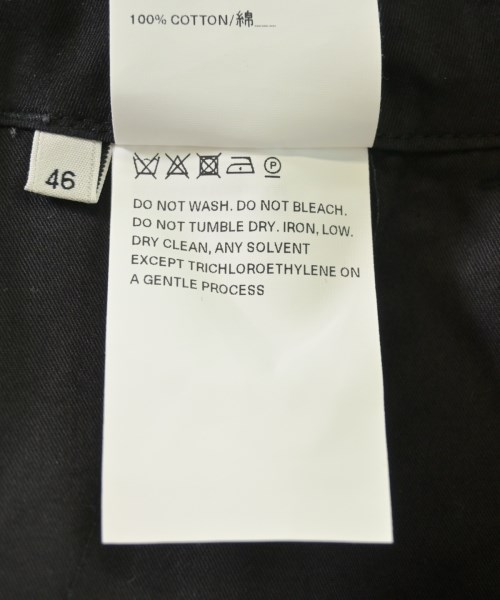 100% COTTON/綿
46
DO NOT WASH. DO NOT BLEACH.
DO NOT TUMBLE DRY. IRON, LOW.
DRY CLEAN, ANY SOLVENT
EXCEPT TRICHLOROETHYLENE ON
A GENTLE PROCESS